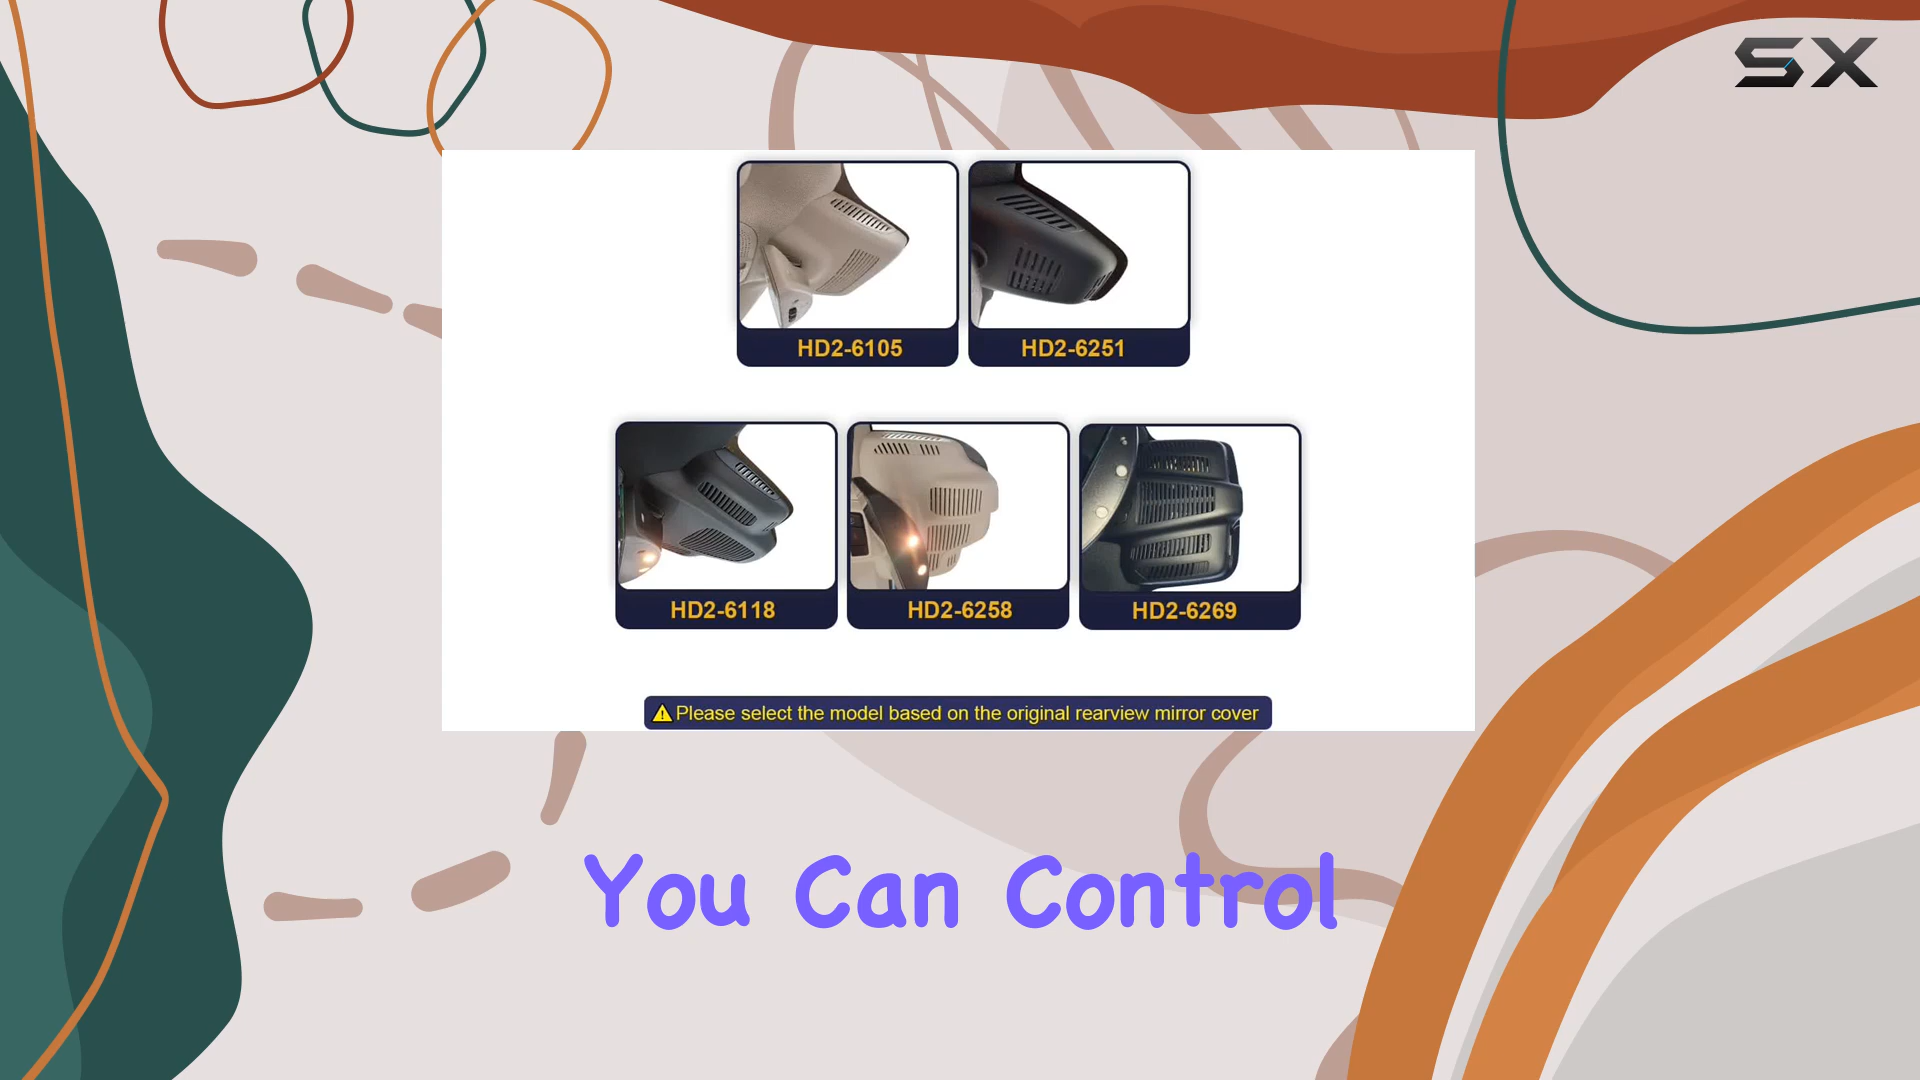 SX
HD2-6105 HD2-6251
HD2-6118 HD2-6258 HD2-6269
Please select the model based on the original rearview mirror cover
You Can Control